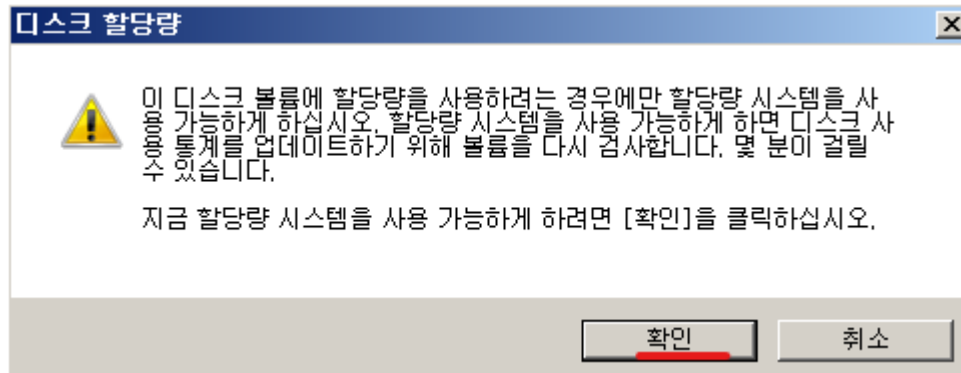 디스크 할당량
이 디스크 볼륨에 할당량을 사용하려는 경우에만 할당량 시스템을 사
용 가능하게 하십시오. 할당량 시스템을 사용 가능하게 하면 디스크 사
용 통계를 업데이트하기 위해 볼륨을 다시 검사합니다. 몇 분이 걸릴
수 있습니다.
지금 할당량 시스템을 사용 가능하게 하려면 [확인]을 클릭하십시오.
확인
취소